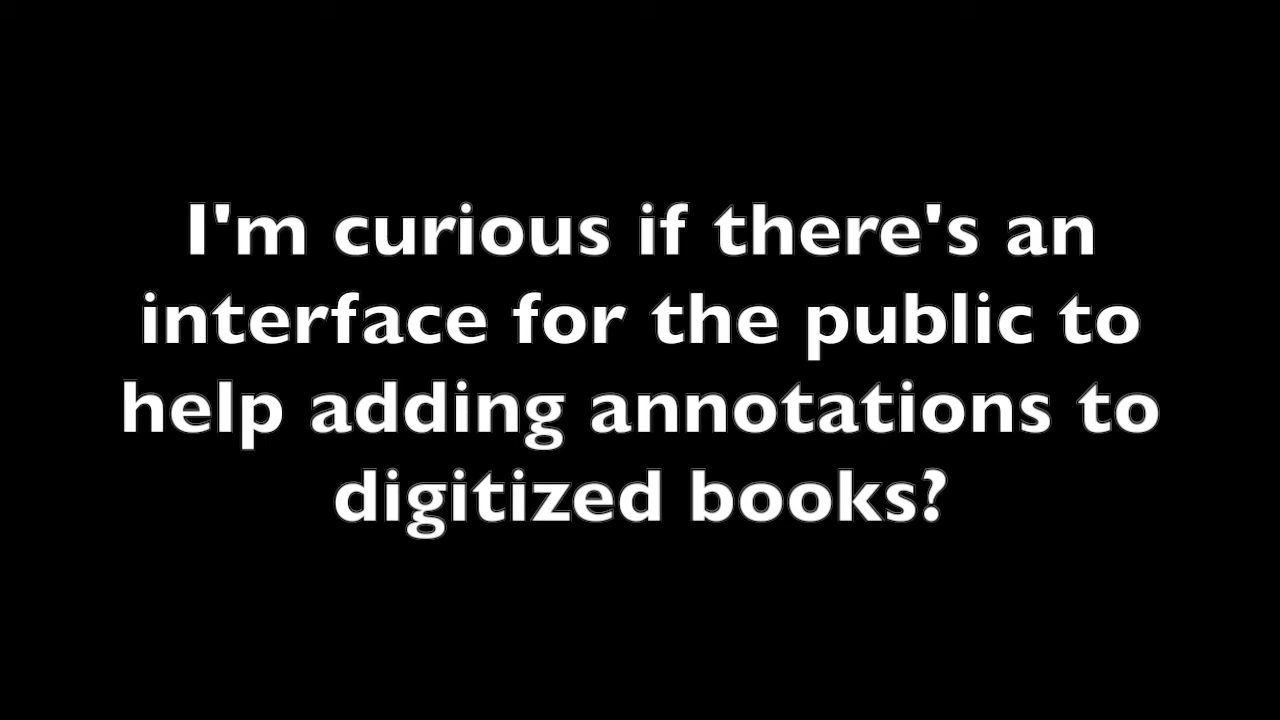 I'm curious if there's an
interface for the public to
help adding annotations to
digitized books?